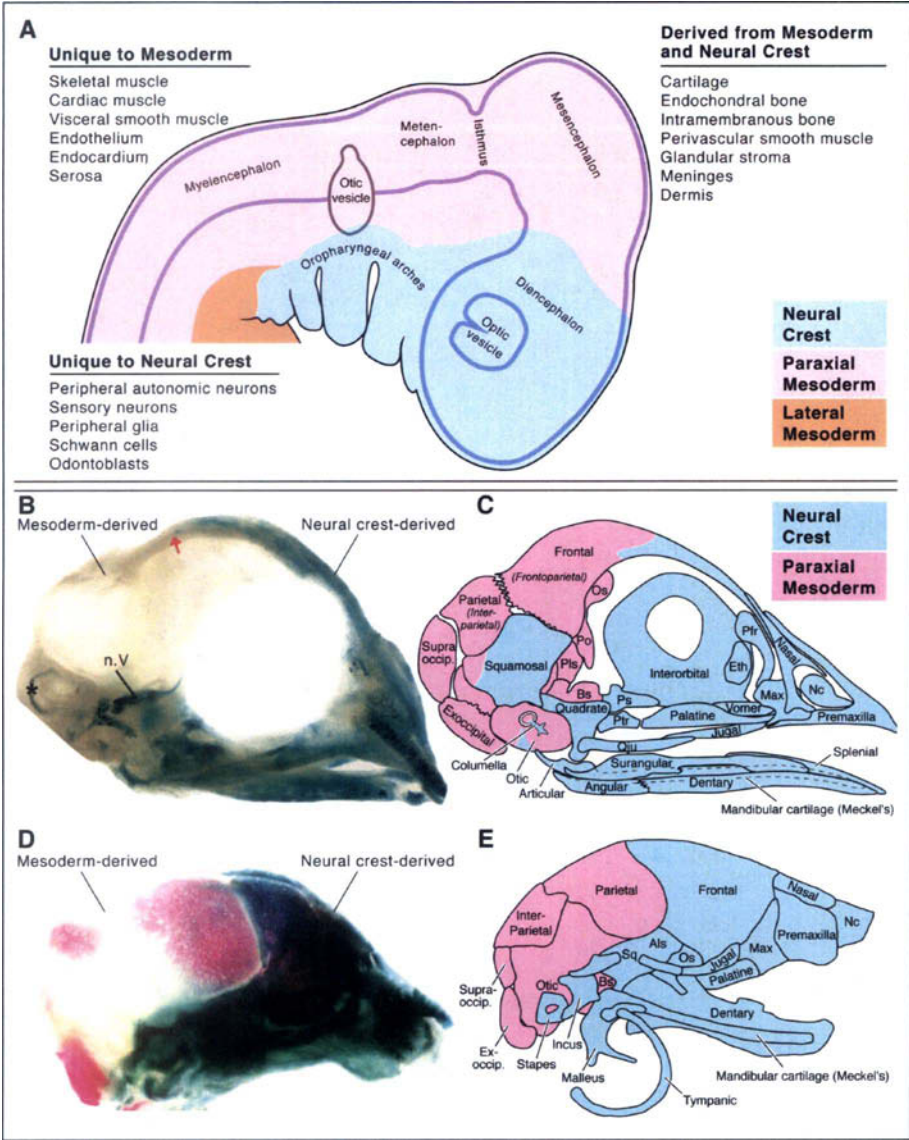 A
Unique to Mesoderm
Skeletal muscle
Cardiac muscle
Visceral smooth muscle
Endothelium
Endocardium
Serosa
Derived from Mesoderm
and Neural Crest
Cartilage
Endochondral bone
Intramembranous bone
Perivascular smooth muscle
Glandular stroma
Meninges
Dermis
Myelencephalon
Meten-
cephalon
Isthmus
Mesencephalon
Otic
vesicle
Oropharyngeal arches
Diencephalon
Optic
vesicle
Unique to Neural Crest
Peripheral autonomic neurons
Sensory neurons
Peripheral glia
Schwann cells
Odontoblasts
Neural
Crest
Paraxial
Mesoderm
Lateral
Mesoderm
B
Mesoderm-derived
Neural crest-derived
n.V
*
C
Neural
Crest
Paraxial
Mesoderm
Frontal
(Frontoparietal)
Parietal
(Inter-
parietal)
Os
Supra
occip.
Squamosal
Po
Pls
Bs
Interorbital
Pfr
Eth
Nasal
Nc
Max
Premaxilla
Exoccipital
Quadrate
Ps
Ptr
Palatine
Vomer
Jugal
Qju
Columella
Otic
Articular
Surangular
Splenial
Angular
Dentary
Mandibular cartilage (Meckel's)
D
Mesoderm-derived
Neural crest-derived
E
Parietal
Frontal
Nasal
Inter-
Parietal
Nc
Premaxilla
Max
Als
Os
Sq
Jugal
Palatine
Supra-
occip.
Otic
Bs
Dentary
Ex-
occip.
Stapes
Incus
Malleus
Mandibular cartilage (Meckel's)
Tympanic